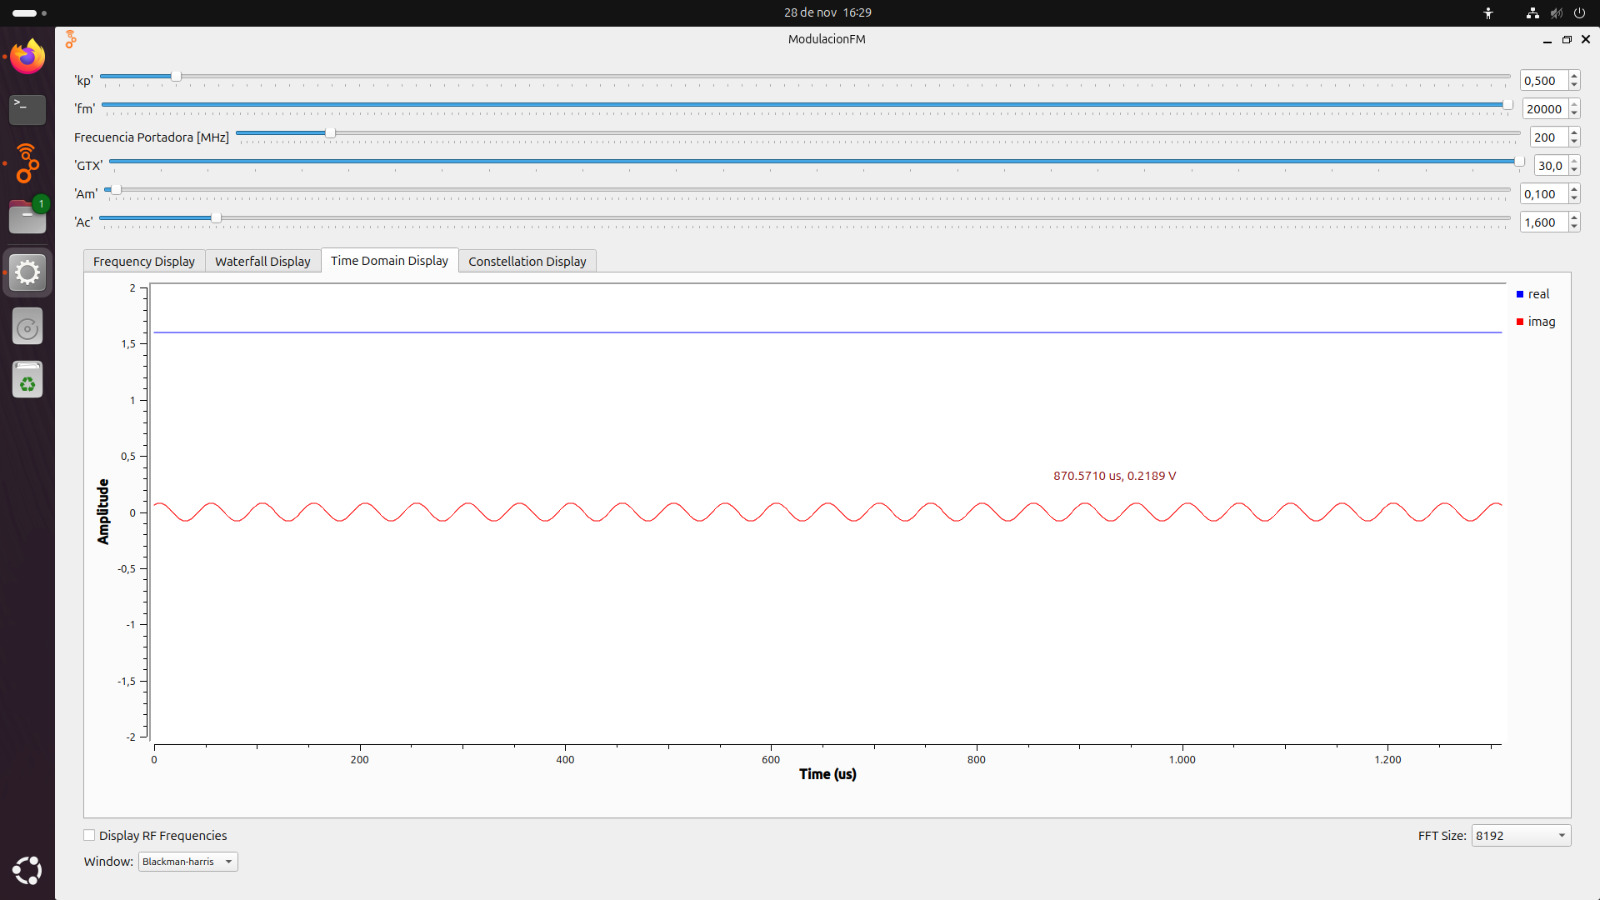 28 de nov 16:29
ModulacionFM
'kp' 0,500
'fm' 20000
Frecuencia Portadora [MHz] 200
'GTX' 30,0
'Am' 0,100
'Ac' 1,600
1
Frequency Display Waterfall Display Time Domain Display Constellation Display
2
1,5
1
0,5
0
-0,5
-1
-1,5
-2
Amplitude
real
imag
870.5710 us, 0.2189 V
0 200 400 600 800 1.000 1.200
Time (us)
Display RF Frequencies
FFT Size: 8192
Window: Blackman-harris